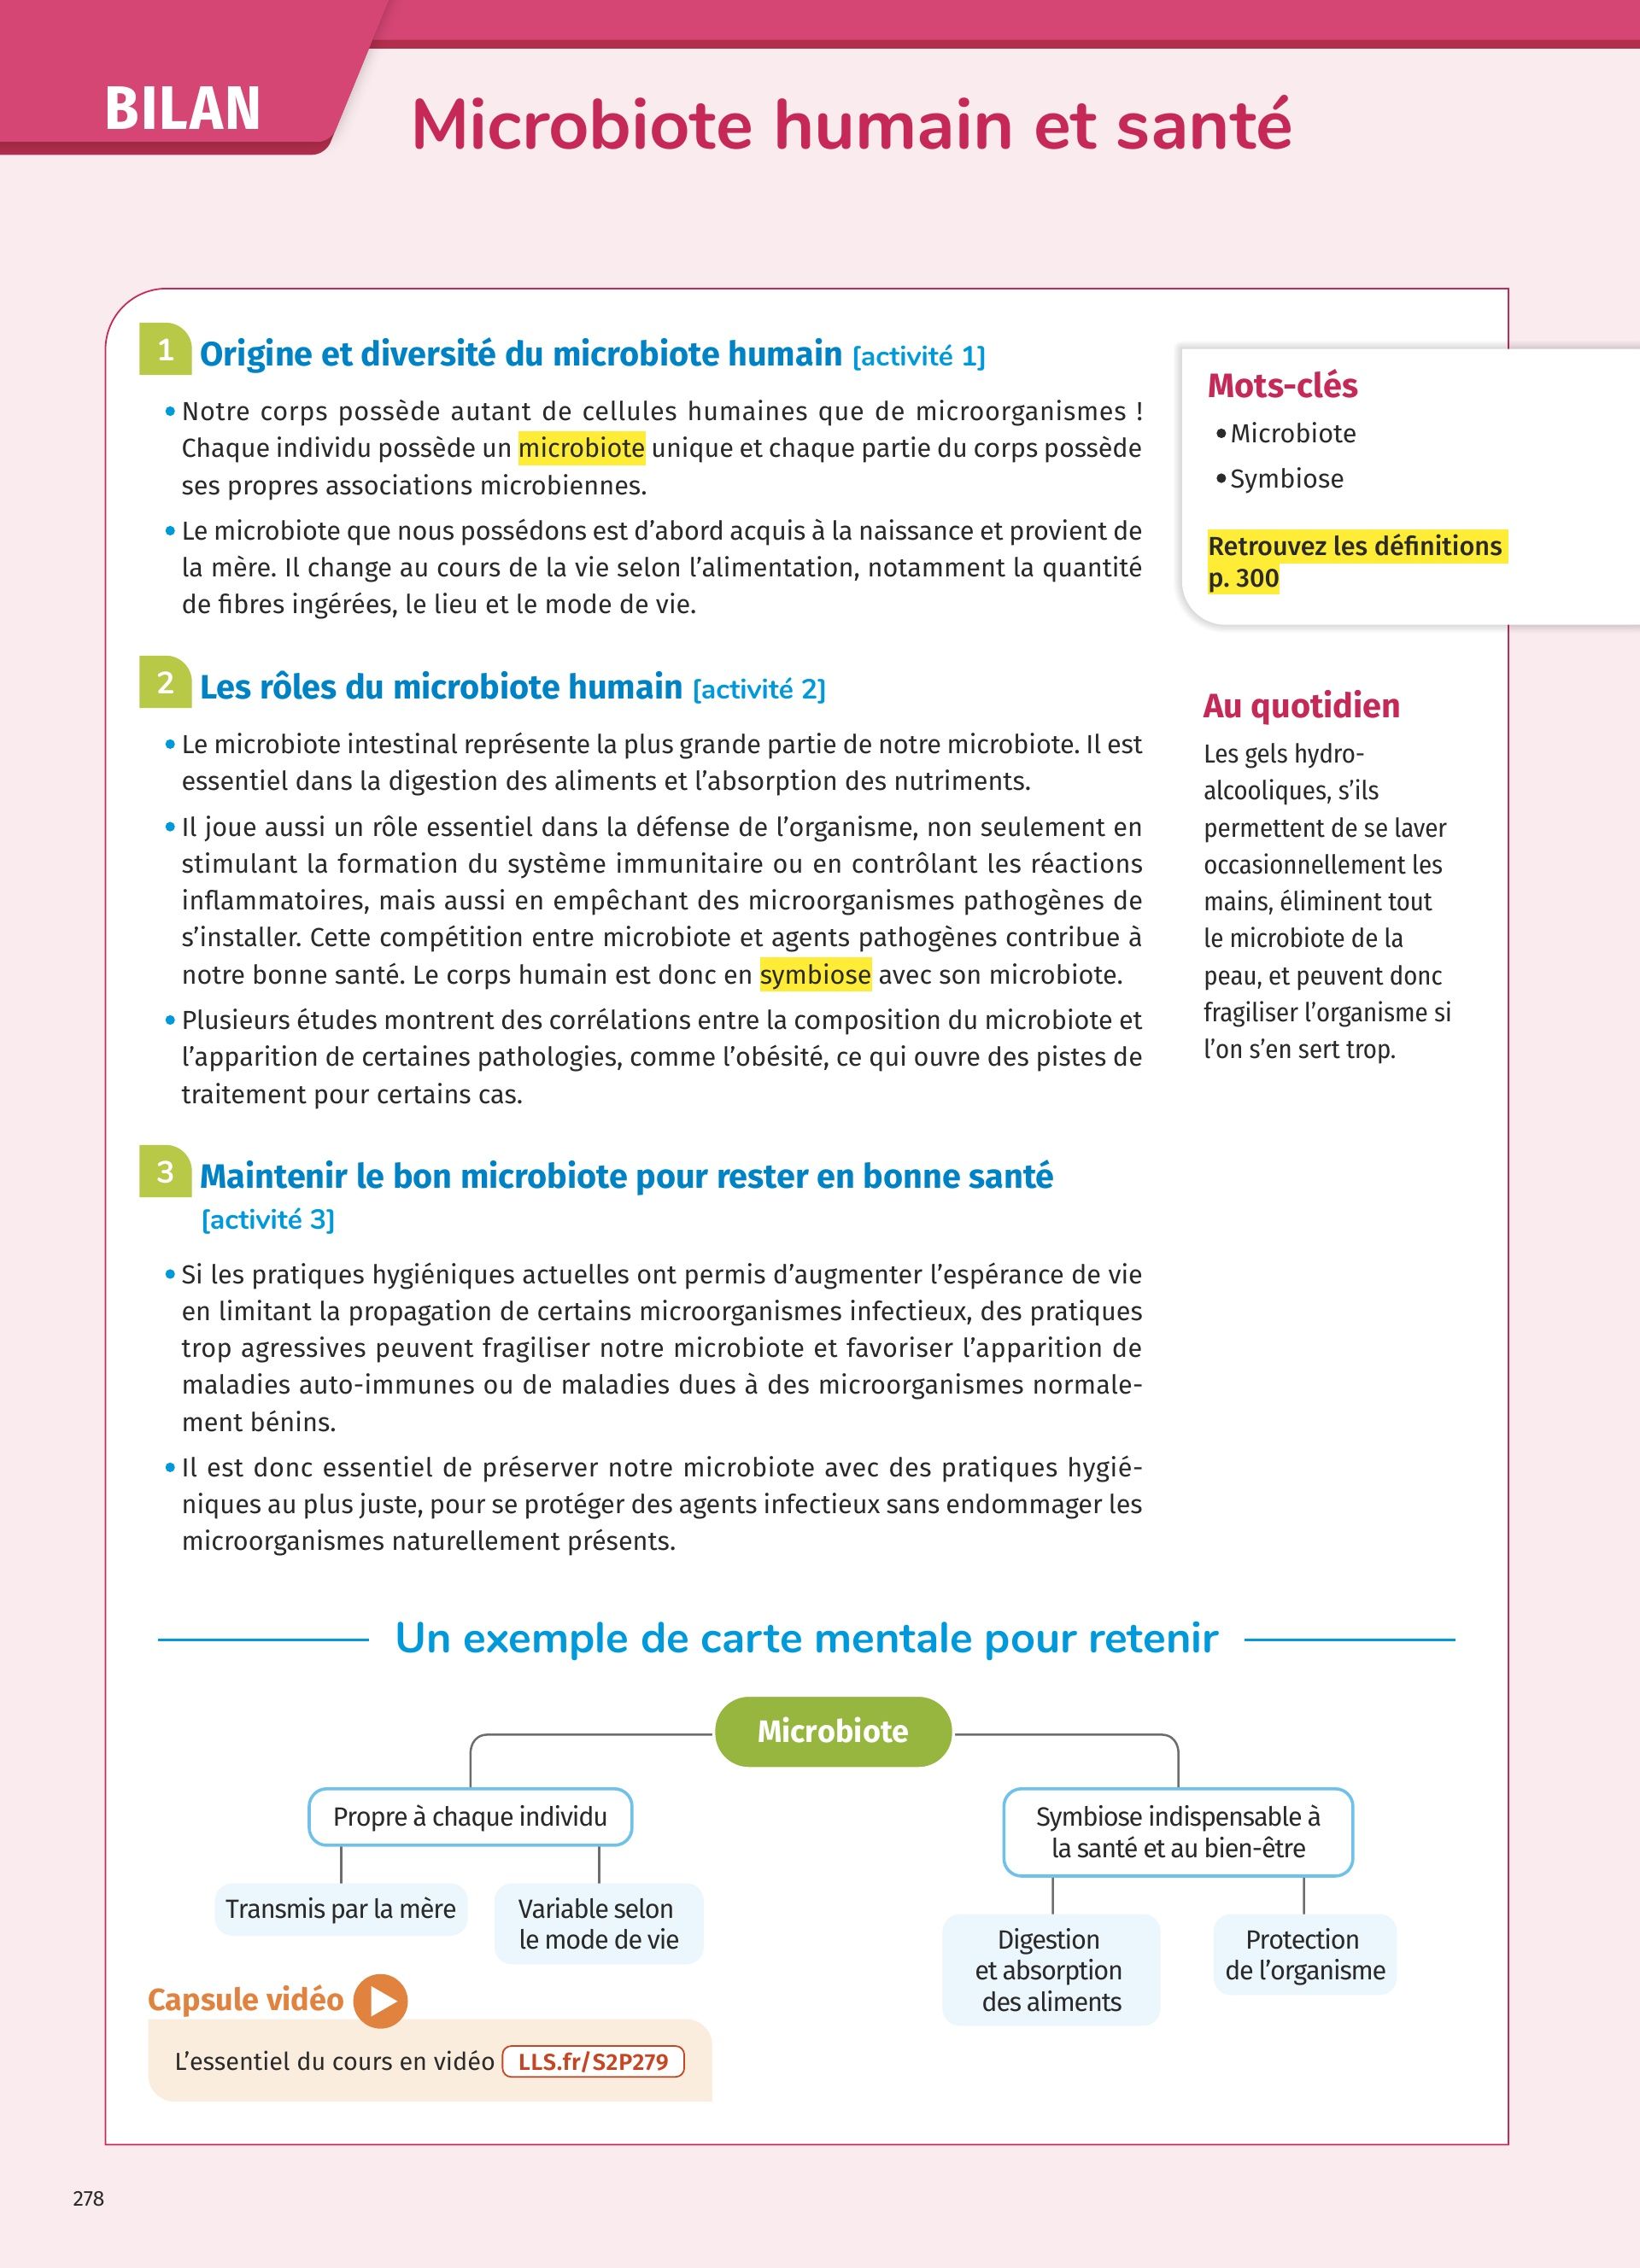 BILAN
Microbiote humain et santé
1
Origine et diversité du microbiote humain [activité 1]
• Notre corps possède autant de cellules humaines que de microorganismes !
Chaque individu possède un microbiote unique et chaque partie du corps possède
ses propres associations microbiennes.
• Le microbiote que nous possédons est d’abord acquis à la naissance et provient de
la mère. Il change au cours de la vie selon l’alimentation, notamment la quantité
de fibres ingérées, le lieu et le mode de vie.
2
Les rôles du microbiote humain [activité 2]
• Le microbiote intestinal représente la plus grande partie de notre microbiote. Il est
essentiel dans la digestion des aliments et l’absorption des nutriments.
• Il joue aussi un rôle essentiel dans la défense de l’organisme, non seulement en
stimulant la formation du système immunitaire ou en contrôlant les réactions
inflammatoires, mais aussi en empêchant des microorganismes pathogènes de
s’installer. Cette compétition entre microbiote et agents pathogènes contribue à
notre bonne santé. Le corps humain est donc en symbiose avec son microbiote.
• Plusieurs études montrent des corrélations entre la composition du microbiote et
l’apparition de certaines pathologies, comme l’obésité, ce qui ouvre des pistes de
traitement pour certains cas.
3
Maintenir le bon microbiote pour rester en bonne santé
[activité 3]
• Si les pratiques hygiéniques actuelles ont permis d’augmenter l’espérance de vie
en limitant la propagation de certains microorganismes infectieux, des pratiques
trop agressives peuvent fragiliser notre microbiote et favoriser l’apparition de
maladies auto-immunes ou de maladies dues à des microorganismes normale-
ment bénins.
• Il est donc essentiel de préserver notre microbiote avec des pratiques hygié-
niques au plus juste, pour se protéger des agents infectieux sans endommager les
microorganismes naturellement présents.
Mots-clés
• Microbiote
• Symbiose
Retrouvez les définitions
p. 300
Au quotidien
Les gels hydro-
alcooliques, s’ils
permettent de se laver
occasionnellement les
mains, éliminent tout
le microbiote de la
peau, et peuvent donc
fragiliser l’organisme si
l’on s’en sert trop.
Un exemple de carte mentale pour retenir
Microbiote
Propre à chaque individu
Transmis par la mère
Variable selon
le mode de vie
Symbiose indispensable à
la santé et au bien-être
Digestion
et absorption
des aliments
Protection
de l’organisme
Capsule vidéo
L’essentiel du cours en vidéo LLS.fr/S2P279
278